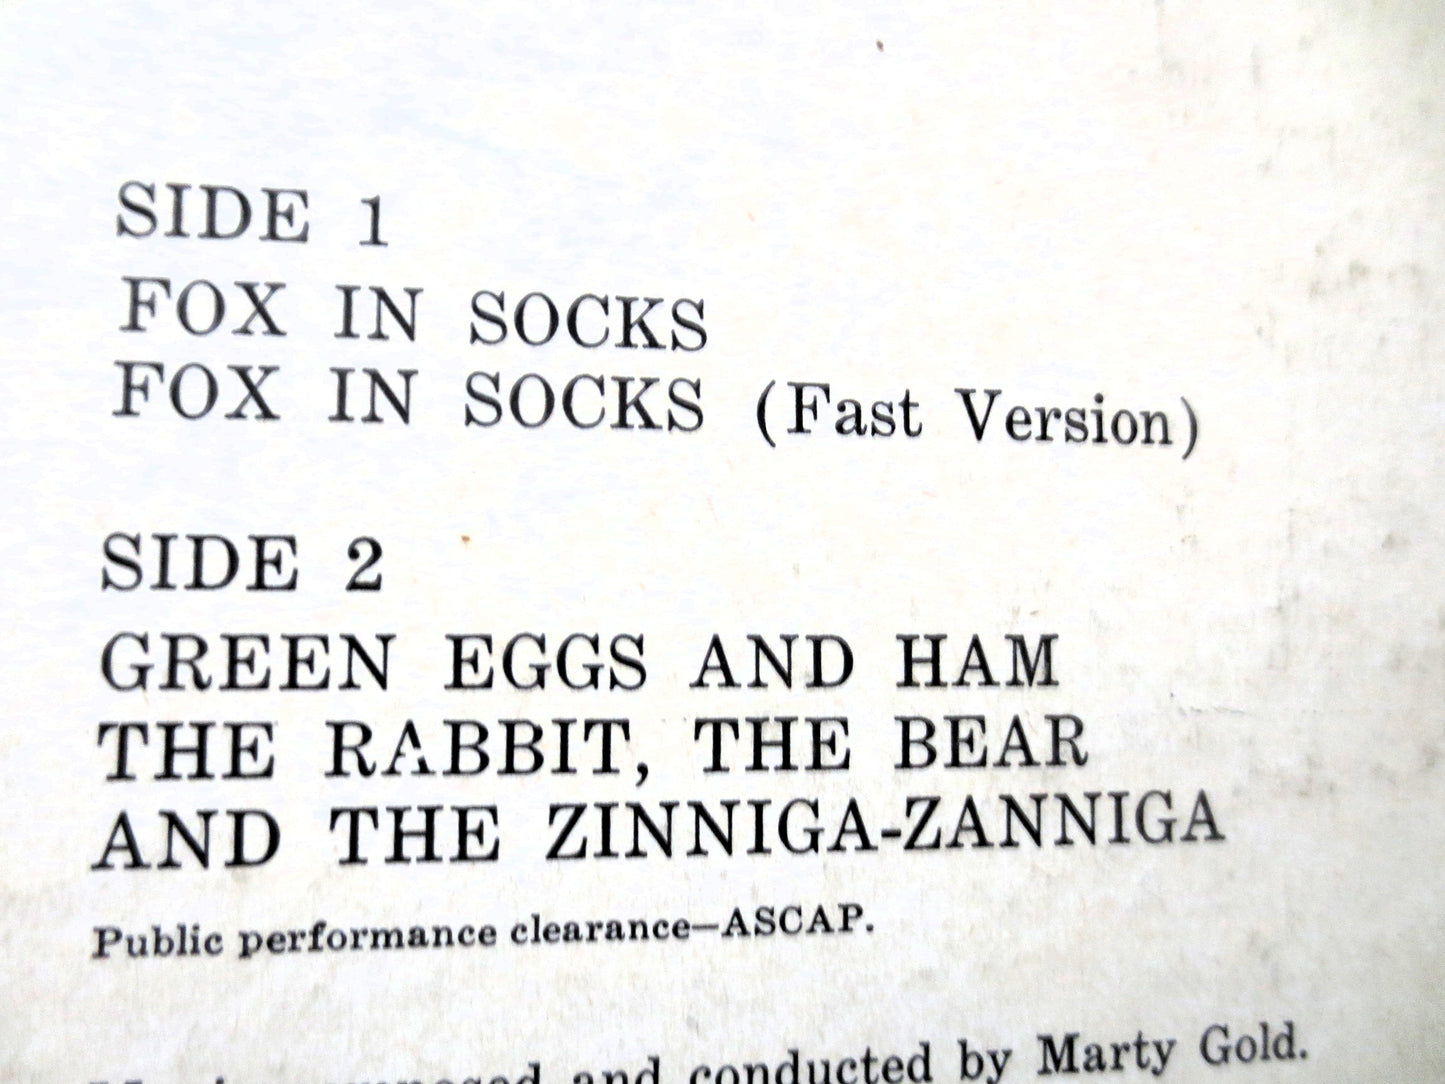 SIDE 1
FOX IN SOCKS
FOX IN SOCKS (Fast Version)
SIDE 2
GREEN EGGS AND HAM
THE RABBIT, THE BEAR
AND THE ZINNIGA-ZANNIGA
Public performance clearance—ASCAP.
and conducted by Marty Gold.